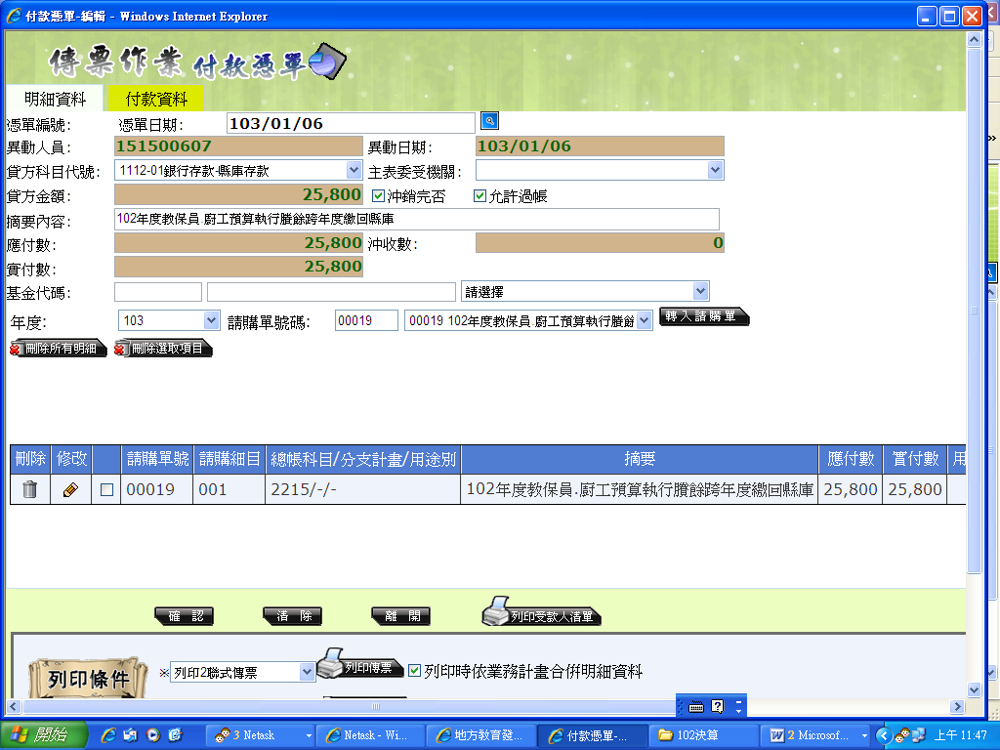 付款憑單-編輯 - Windows Internet Explorer
傳票作業 付款憑單
明細資料 付款資料
憑單編號: 憑單日期: 103/01/06
異動人員: 151500607 異動日期: 103/01/06
貸方科目代號: 1112-01銀行存款-縣庫存款 主表委受機關:
貸方金額: 25,800 沖銷完否 允許過帳
摘要內容: 102年度教保員.廚工預算執行賸餘跨年度繳回縣庫
應付數: 25,800 沖收數: 0
實付數: 25,800
基金代碼: 請選擇
年度: 103 請購單號碼: 00019 00019 102年度教保員.廚工預算執行賸餘 轉入請購單
刪除所有明細 刪除選取項目
刪除 修改 請購單號 請購細目 總帳科目/分支計畫/用途別 摘要 應付數 實付數 用
00019 001 2215/-/- 102年度教保員.廚工預算執行賸餘跨年度繳回縣庫 25,800 25,800
確 認 清 除 離 開 列印受款人清單
列印條件 ※ 列印2聯式傳票 列印傳票 列印時依業務計畫合併明細資料
開始 3 Netask Netask - Wi... 地方教育發... 付款憑單-... 102決算 2 Microsof... 上午 11:47